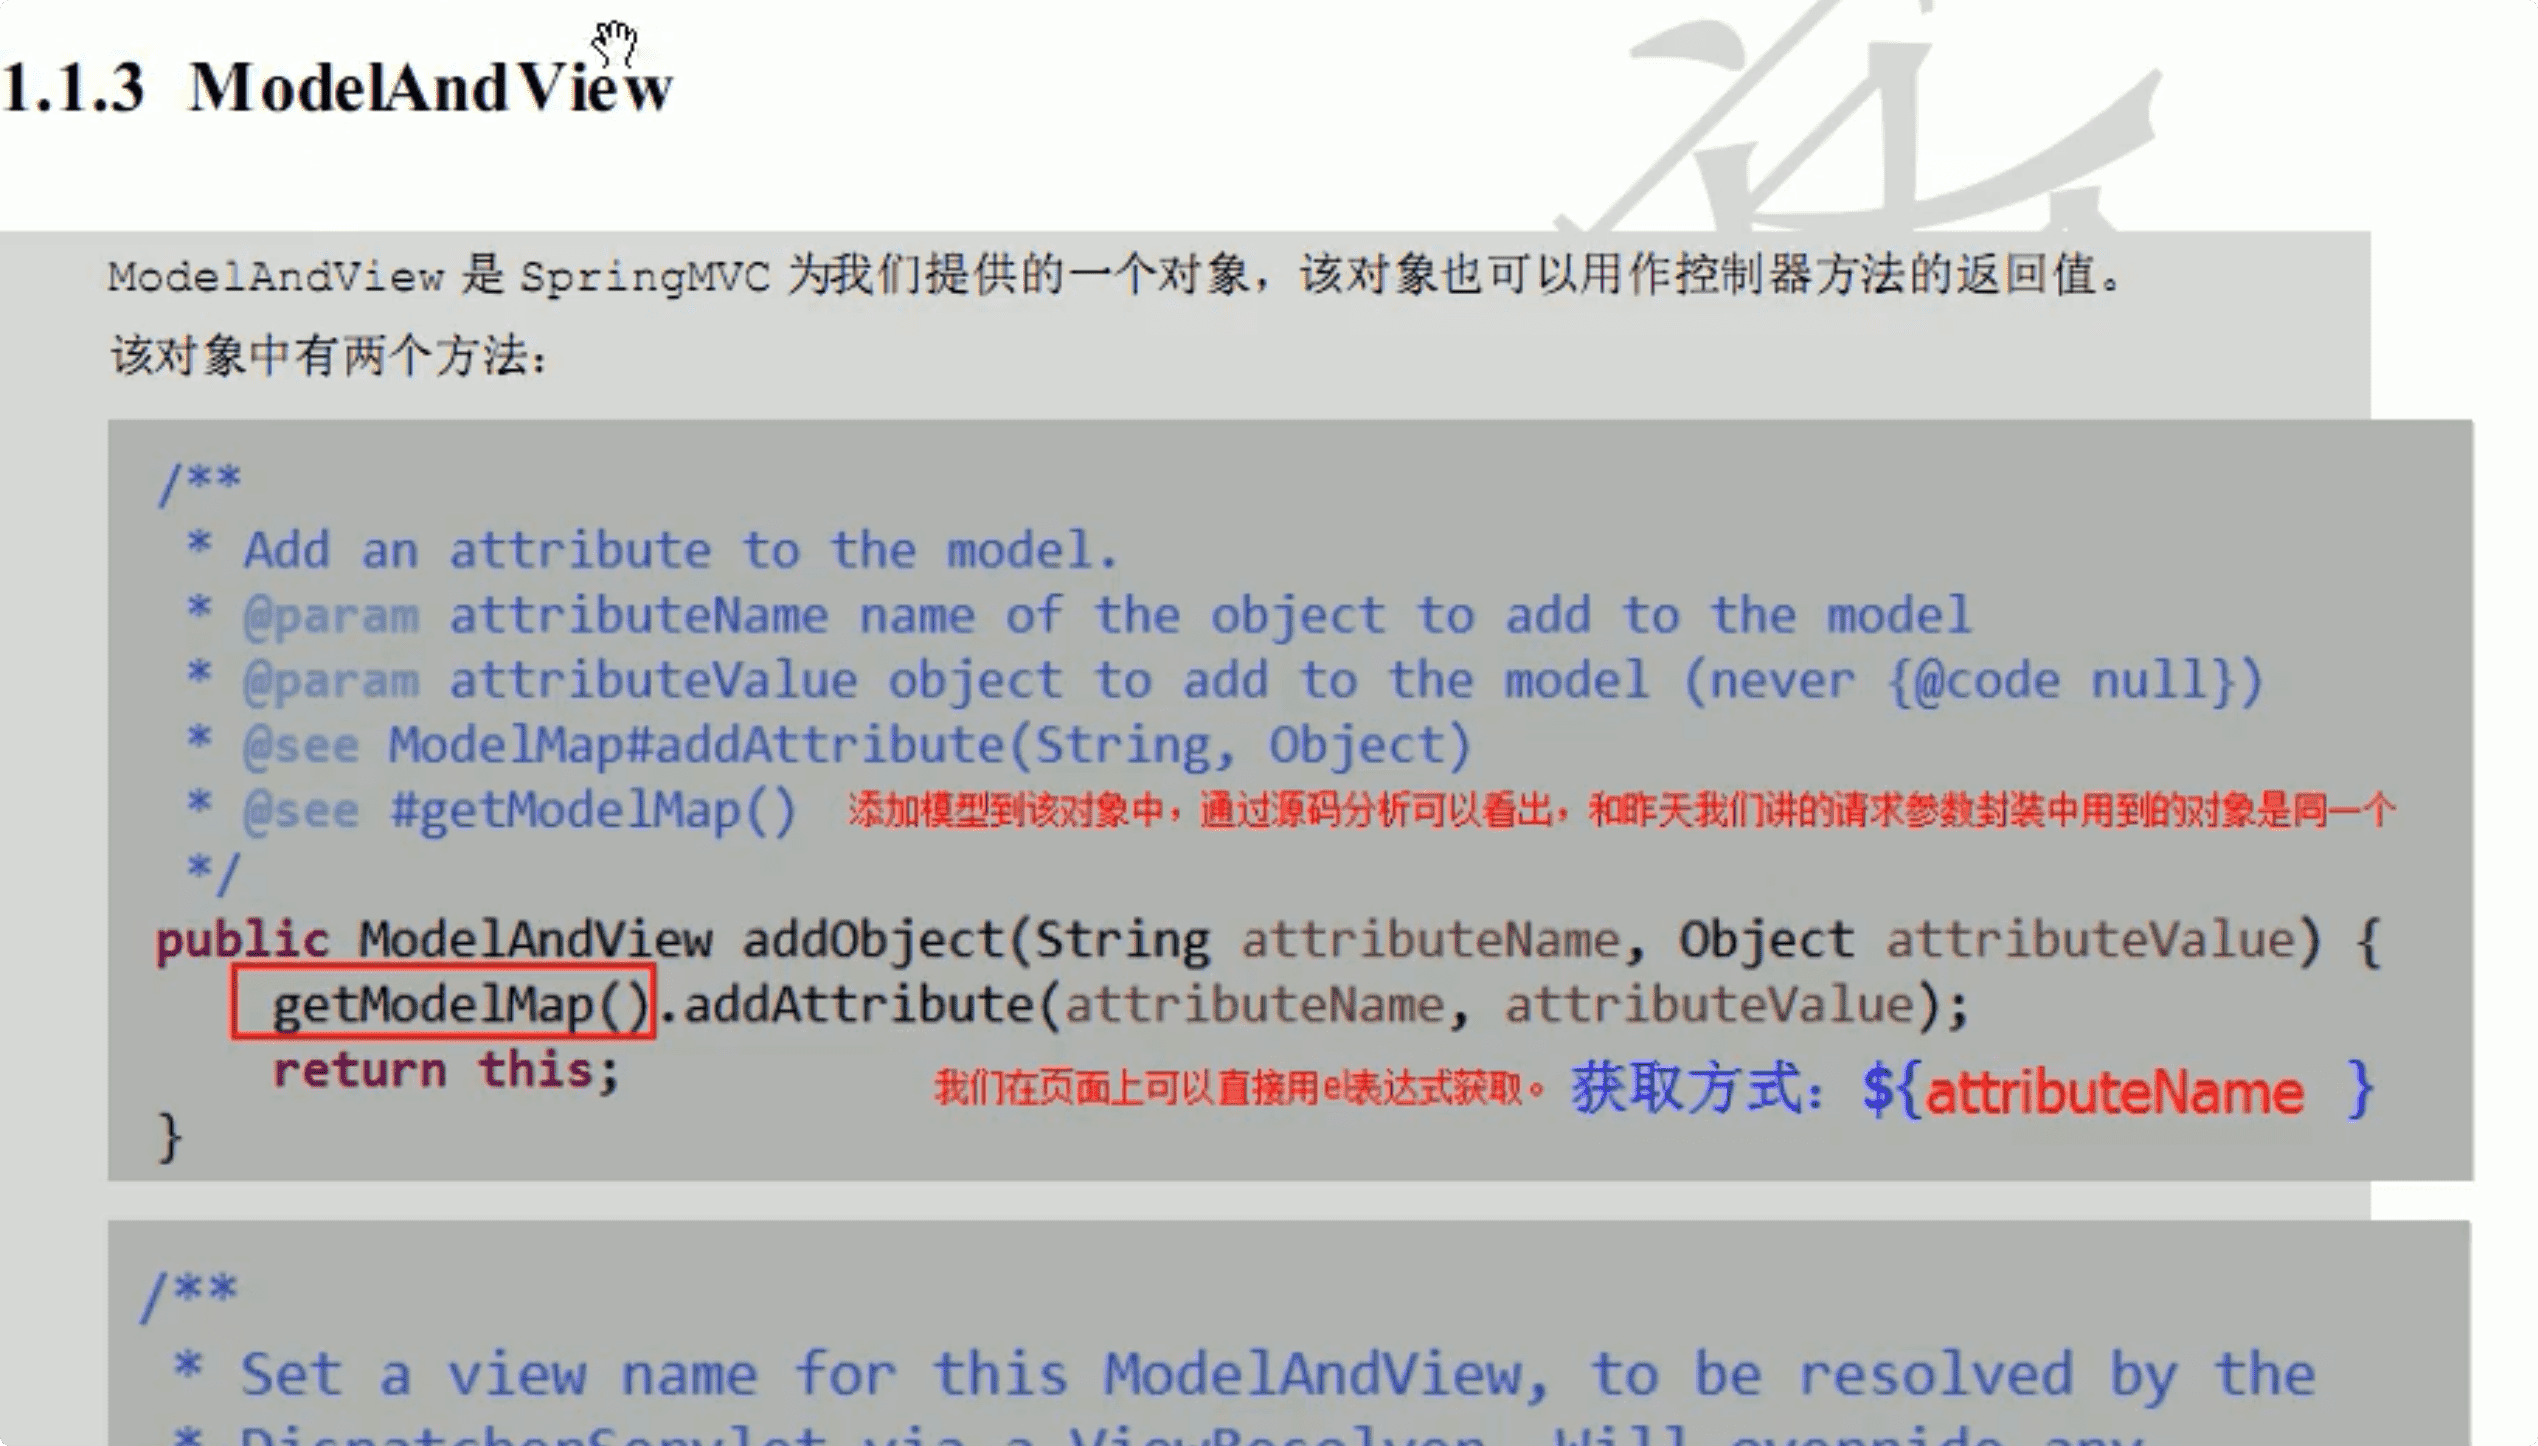 1.1.3 ModelAndView
ModelAndView 是 SpringMVC 为我们提供的一个对象，该对象也可以用作控制器方法的返回值。
该对象中有两个方法：
/**
* Add an attribute to the model.
* @param attributeName name of the object to add to the model
* @param attributeValue object to add to the model (never {@code null})
* @see ModelMap#addAttribute(String, Object)
* @see #getModelMap() 添加模型到该对象中，通过源码分析可以看出，和昨天我们讲的请求参数封装中用到的对象是同一个
*/
public ModelAndView addObject(String attributeName, Object attributeValue) {
getModelMap().addAttribute(attributeName, attributeValue);
return this;
我们在页面上可以直接用el表达式获取。 获取方式：${attributeName }
}
/**
* Set a view name for this ModelAndView, to be resolved by the
* DispatcherServlet via a ViewResolver. Will override any